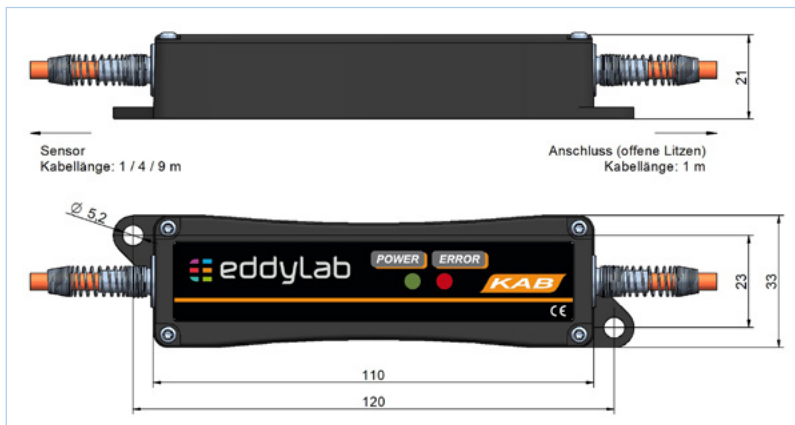 21
Sensor
Kabellänge: 1 / 4 / 9 m
Anschluss (offene Litzen)
Kabellänge: 1 m
Ø 5,2
eddyLab
POWER ERROR
KAB
CE
23
33
110
120